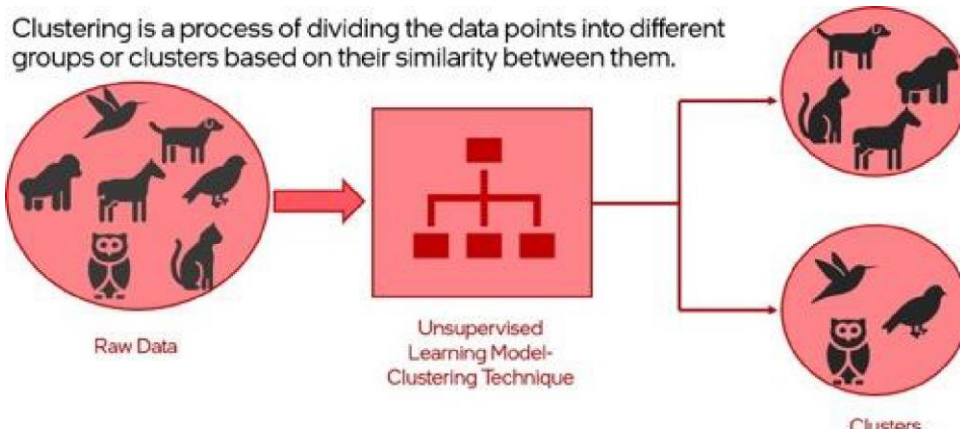 Clustering is a process of dividing the data points into different
groups or clusters based on their similarity between them.
Raw Data
Unsupervised
Learning Model-
Clustering Technique
Clusters